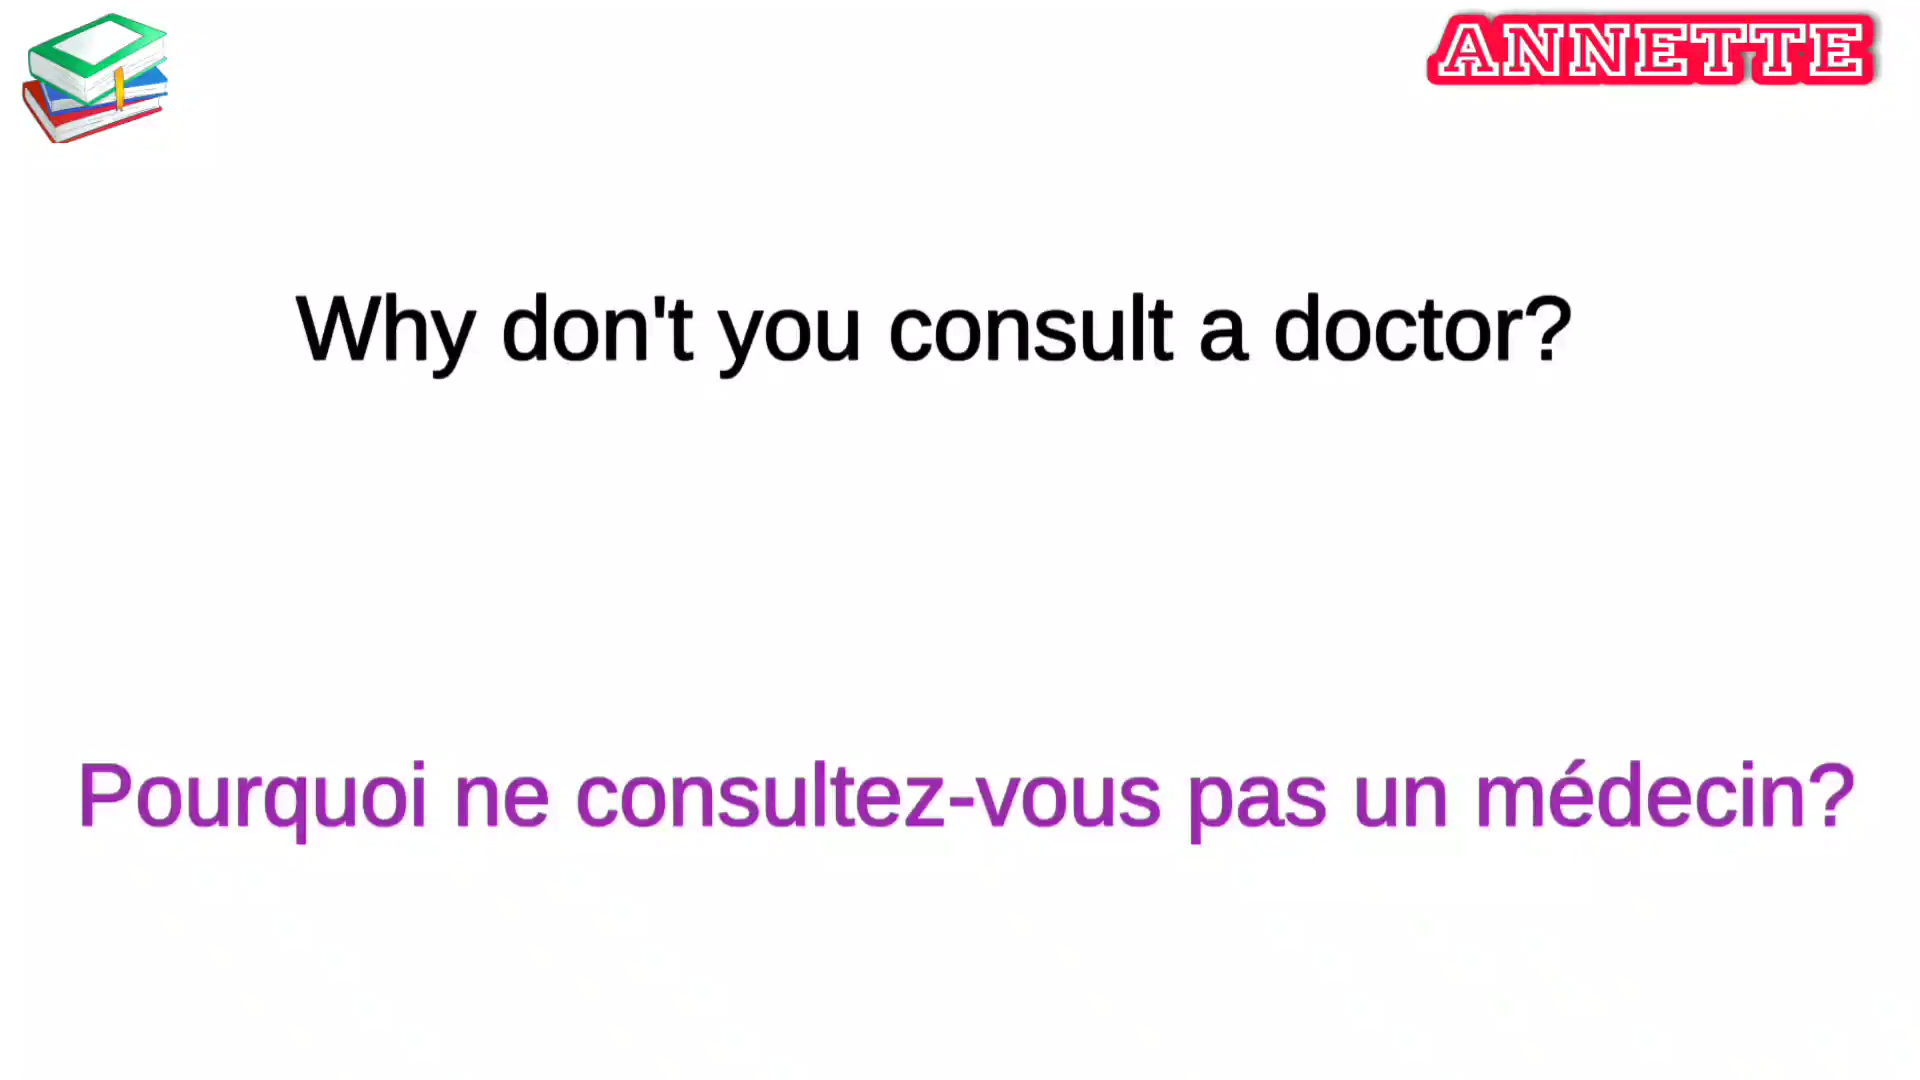 ANNETTE
Why don't you consult a doctor?
Pourquoi ne consultez-vous pas un médecin?